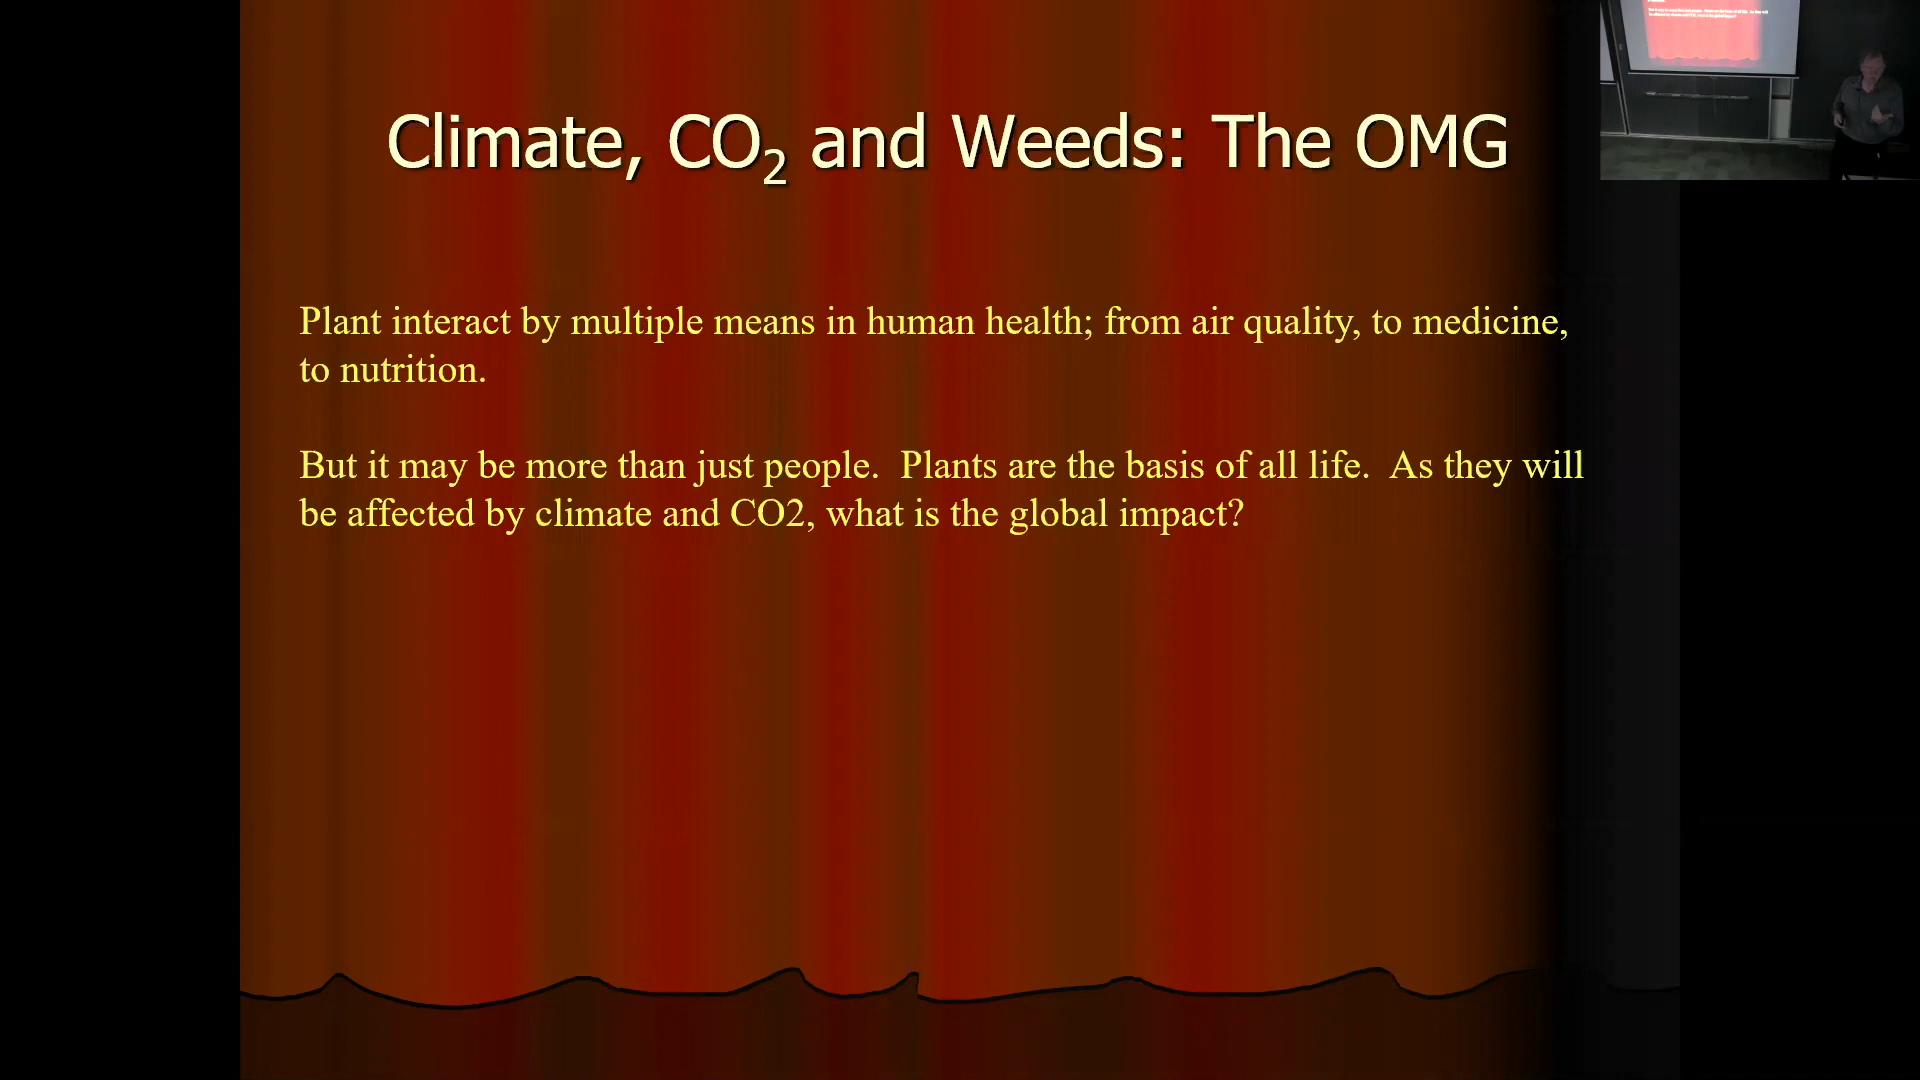 Climate, CO₂ and Weeds: The OMG
Plant interact by multiple means in human health; from air quality, to medicine,
to nutrition.
But it may be more than just people.  Plants are the basis of all life.  As they will
be affected by climate and CO2, what is the global impact?